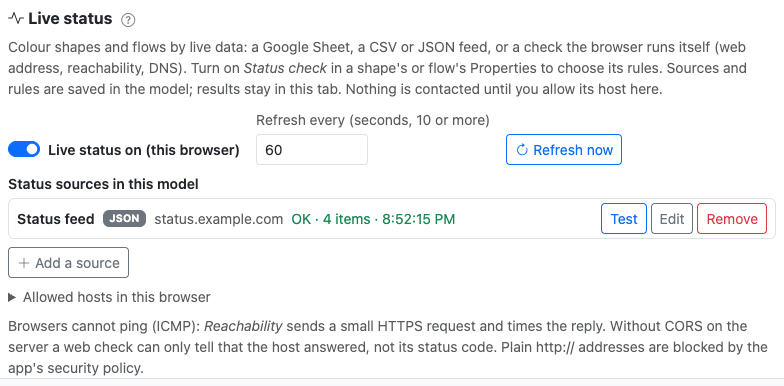 Live status ?
Colour shapes and flows by live data: a Google Sheet, a CSV or JSON feed, or a check the browser runs itself (web
address, reachability, DNS). Turn on Status check in a shape's or flow's Properties to choose its rules. Sources and
rules are saved in the model; results stay in this tab. Nothing is contacted until you allow its host here.
Refresh every (seconds, 10 or more)
Live status on (this browser) 60 Refresh now
Status sources in this model
Status feed JSON status.example.com OK · 4 items · 8:52:15 PM Test Edit Remove
+ Add a source
Allowed hosts in this browser
Browsers cannot ping (ICMP): Reachability sends a small HTTPS request and times the reply. Without CORS on the
server a web check can only tell that the host answered, not its status code. Plain http:// addresses are blocked by the
app's security policy.